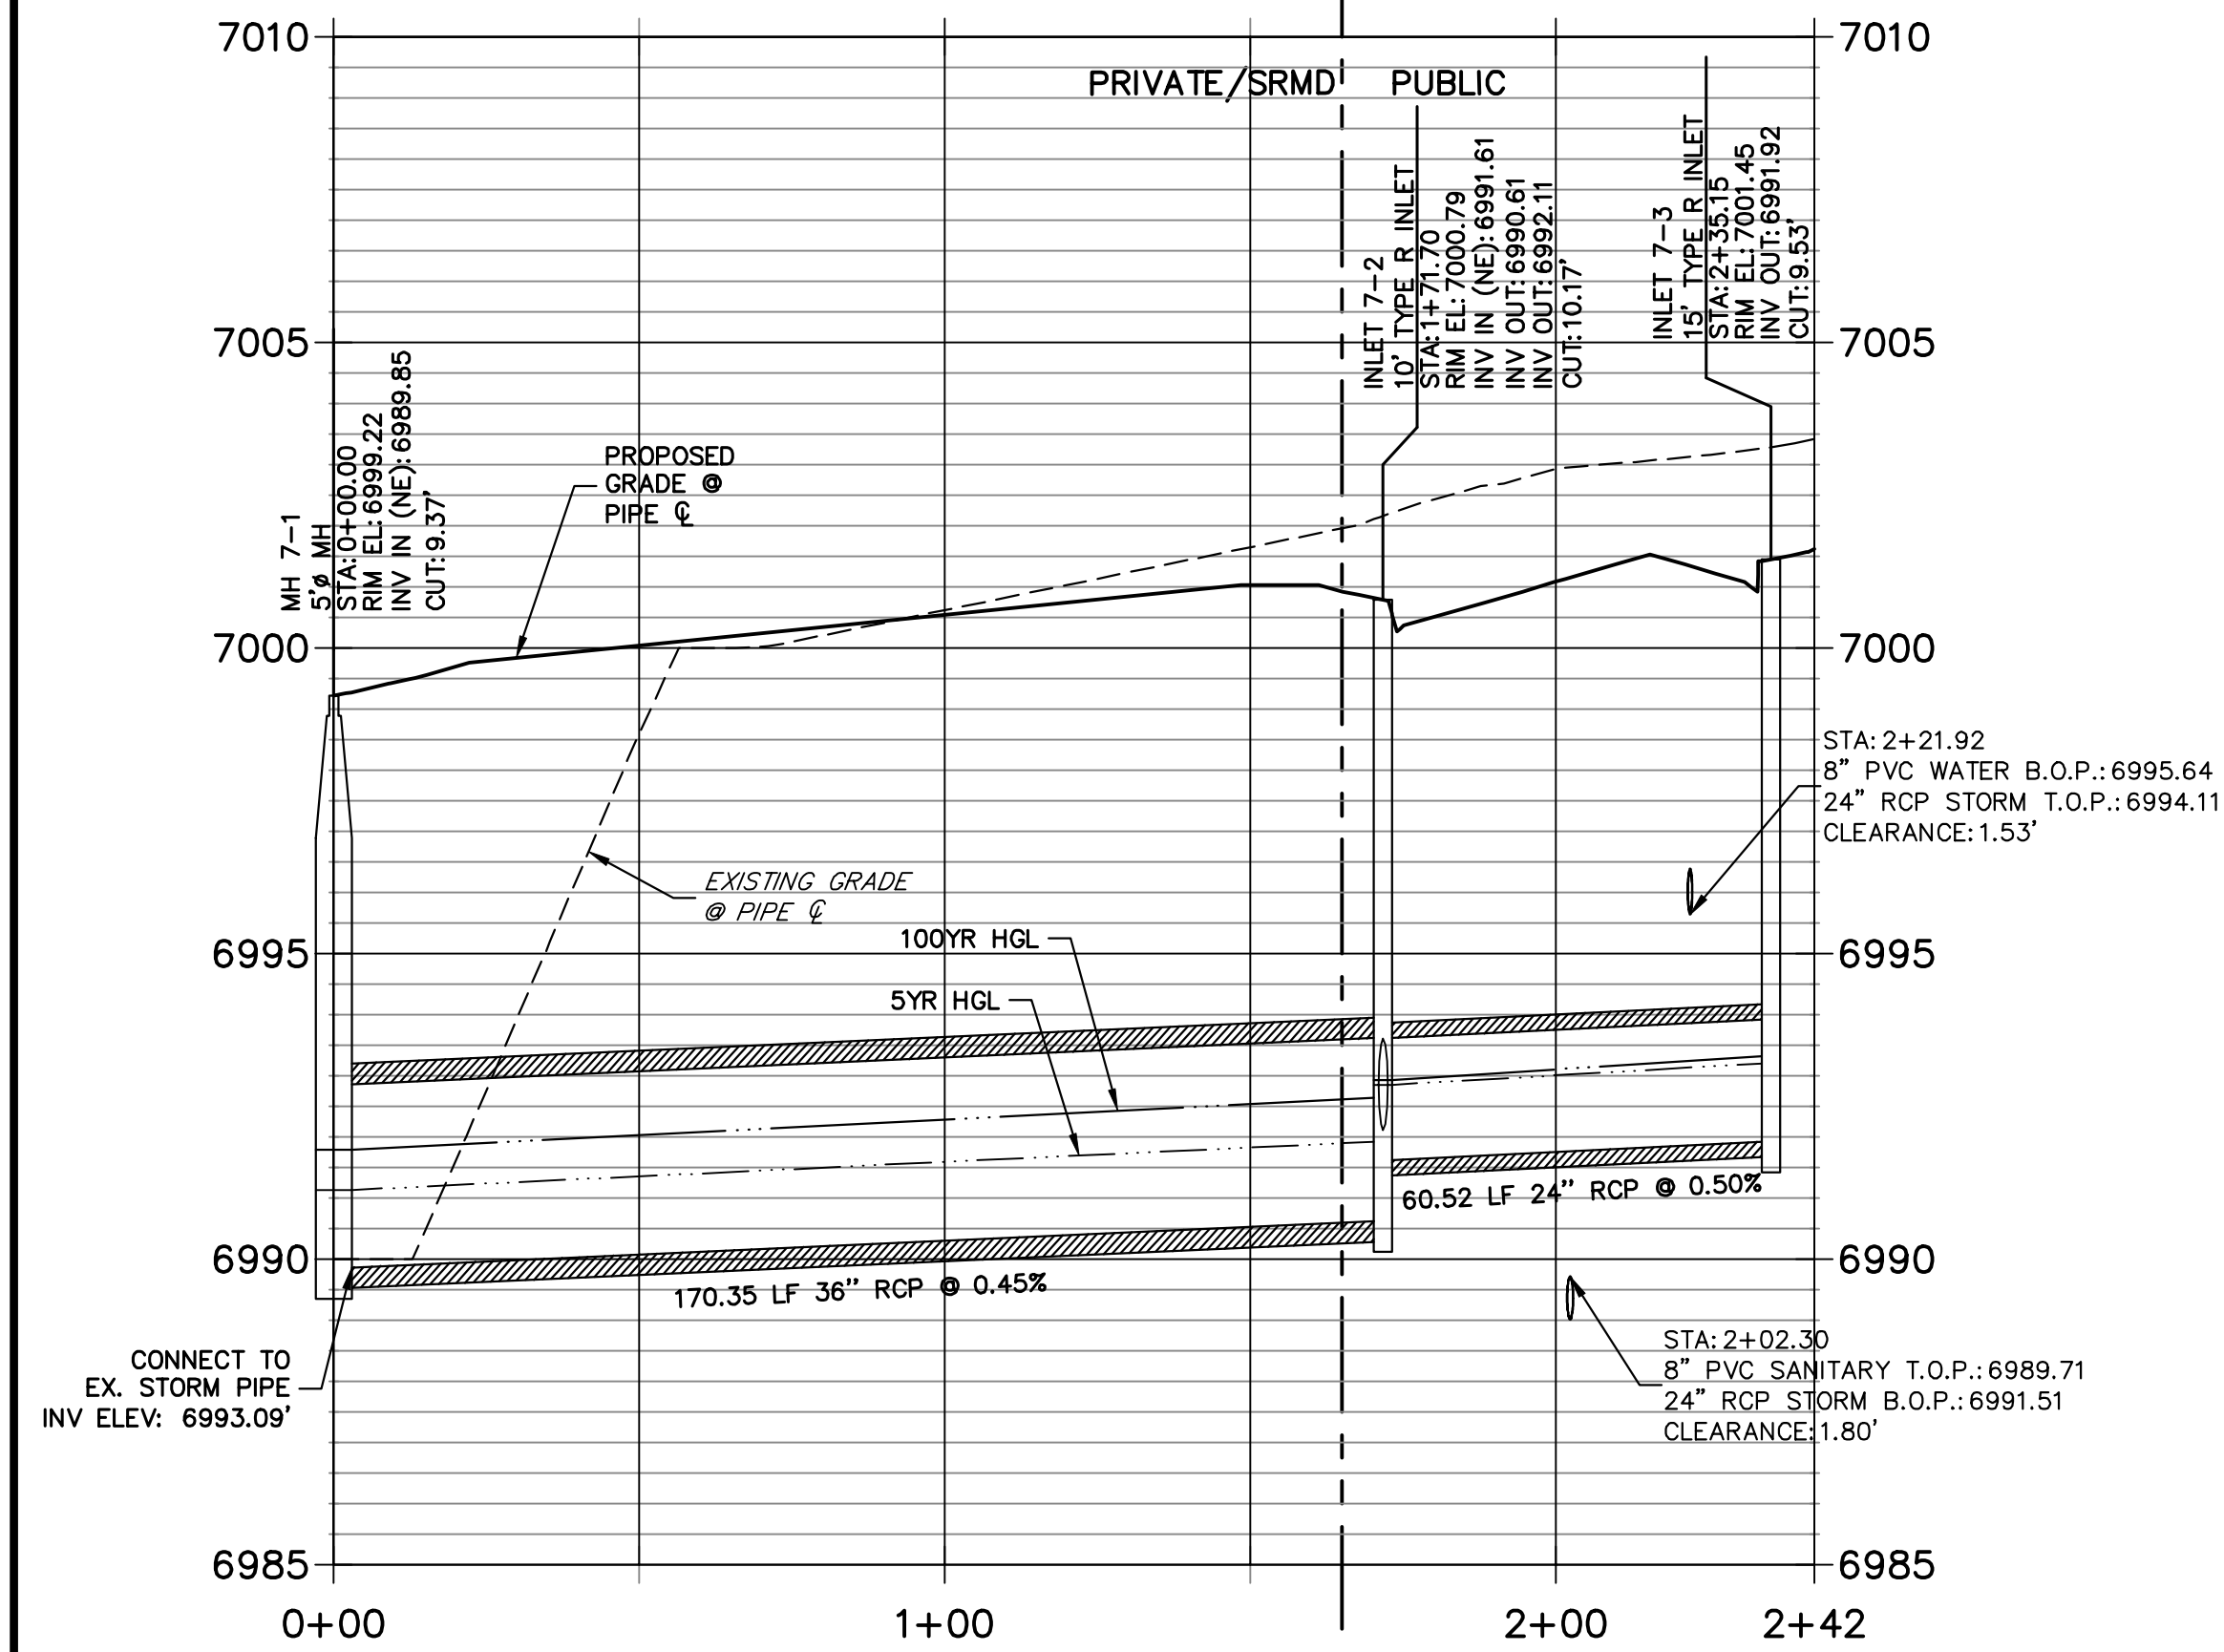 7010
7005
7000
6995
6990
6985
7010
7005
7000
6995
6990
6985
0+00
1+00
2+00
2+42
PRIVATE/SRMD
PUBLIC
MH 7-1
5'ø MH
STA:0+00.00
RIM EL:6999.22
INV IN (NE):6989.85
CUT:9.37'
PROPOSED
GRADE @
PIPE ℄
INLET 7-2
10' TYPE R INLET
STA:1+71.70
RIM EL:7000.79
INV IN (NE):6991.61
INV OUT:6990.61
INV OUT:6992.11
CUT:10.17'
INLET 7-3
15' TYPE R INLET
STA:2+35.15
RIM EL:7001.45
INV OUT:6991.92
CUT:9.53'
STA:2+21.92
8" PVC WATER B.O.P.:6995.64
24" RCP STORM T.O.P.:6994.11
CLEARANCE:1.53'
EXISTING GRADE
@ PIPE ℄
100YR HGL
5YR HGL
60.52 LF 24" RCP @ 0.50%
170.35 LF 36" RCP @ 0.45%
CONNECT TO
EX. STORM PIPE
INV ELEV: 6993.09'
STA:2+02.30
8" PVC SANITARY T.O.P.:6989.71
24" RCP STORM B.O.P.:6991.51
CLEARANCE:1.80'